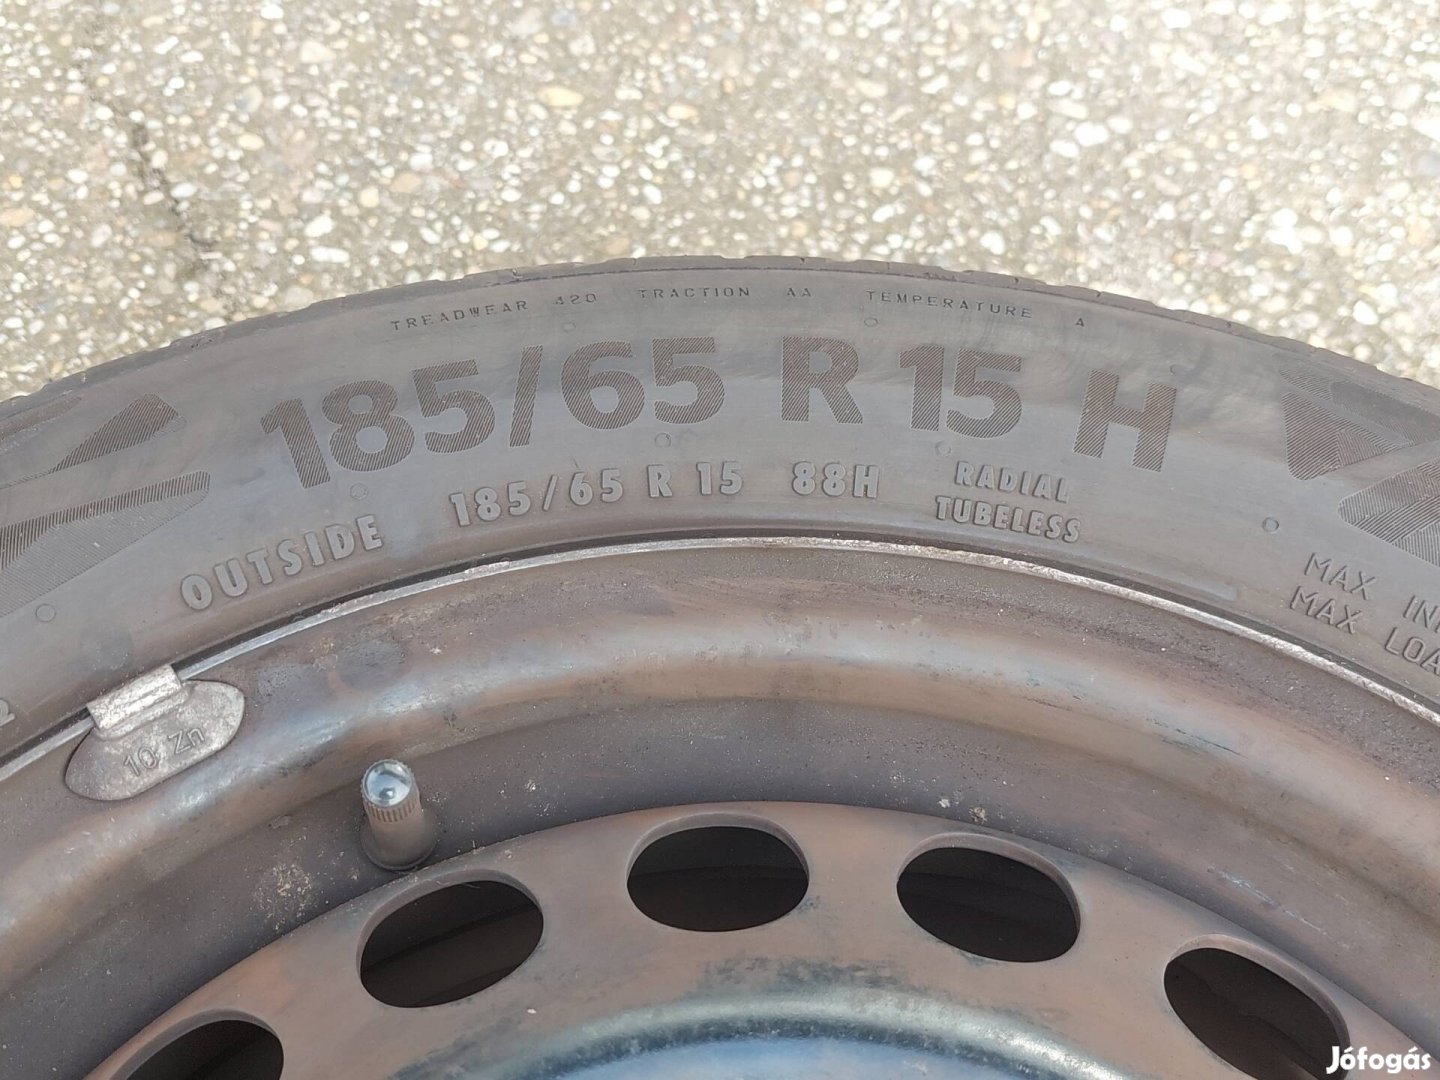 TREADWEAR 420 TRACTION AA TEMPERATURE A
185/65 R 15 H
OUTSIDE 185/65 R 15 88H RADIAL
TUBELESS
MAX
MAX
10 Zn
Jófogás